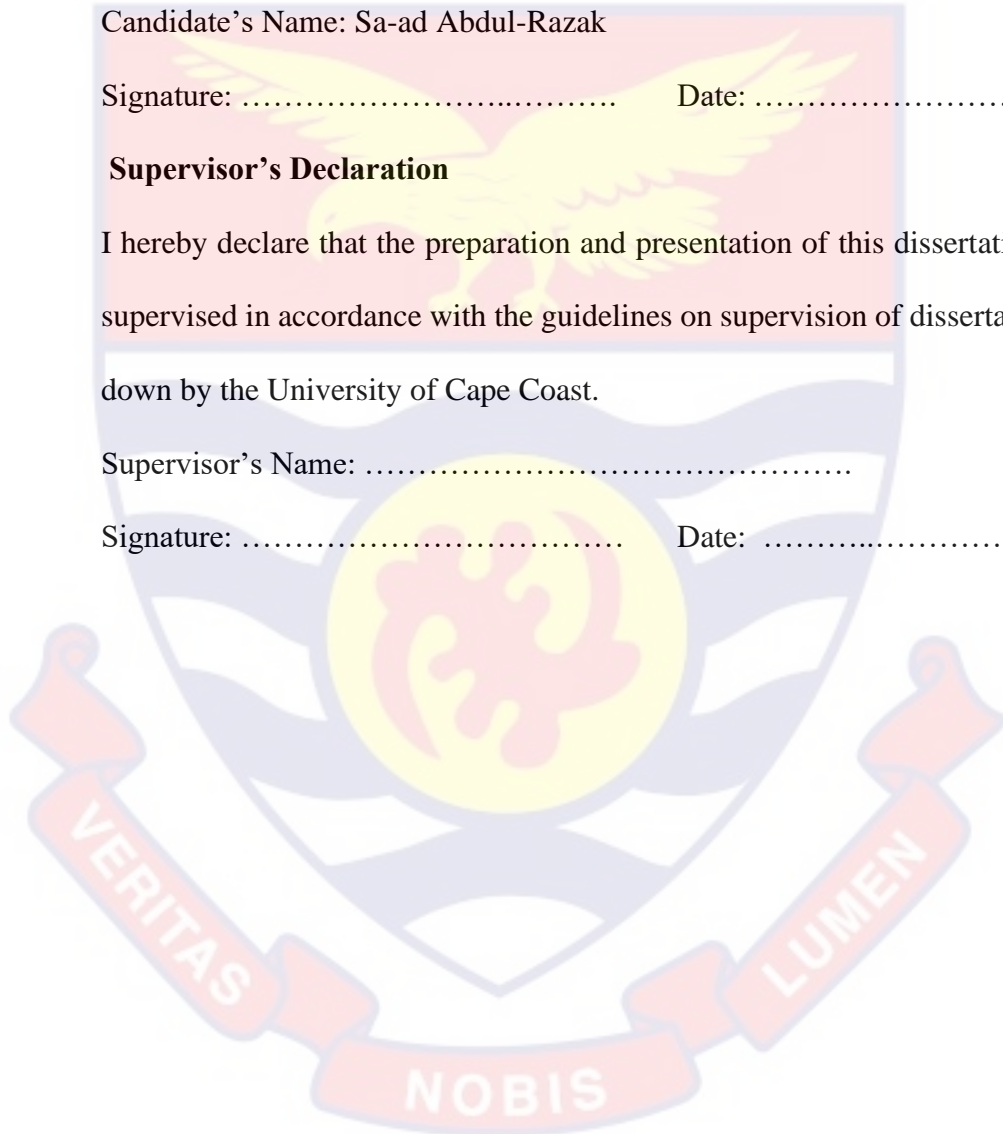 Candidate’s Name: Sa-ad Abdul-Razak
Signature: ……………………..………. Date: ……………………
Supervisor’s Declaration
I hereby declare that the preparation and presentation of this
supervised in accordance with the guidelines on supervision of
down by the University of Cape Coast.
Supervisor’s Name: ……………………………………….
Signature: ……………………………… Date: ………..…………
VERITAS
NOBIS
LUMEN